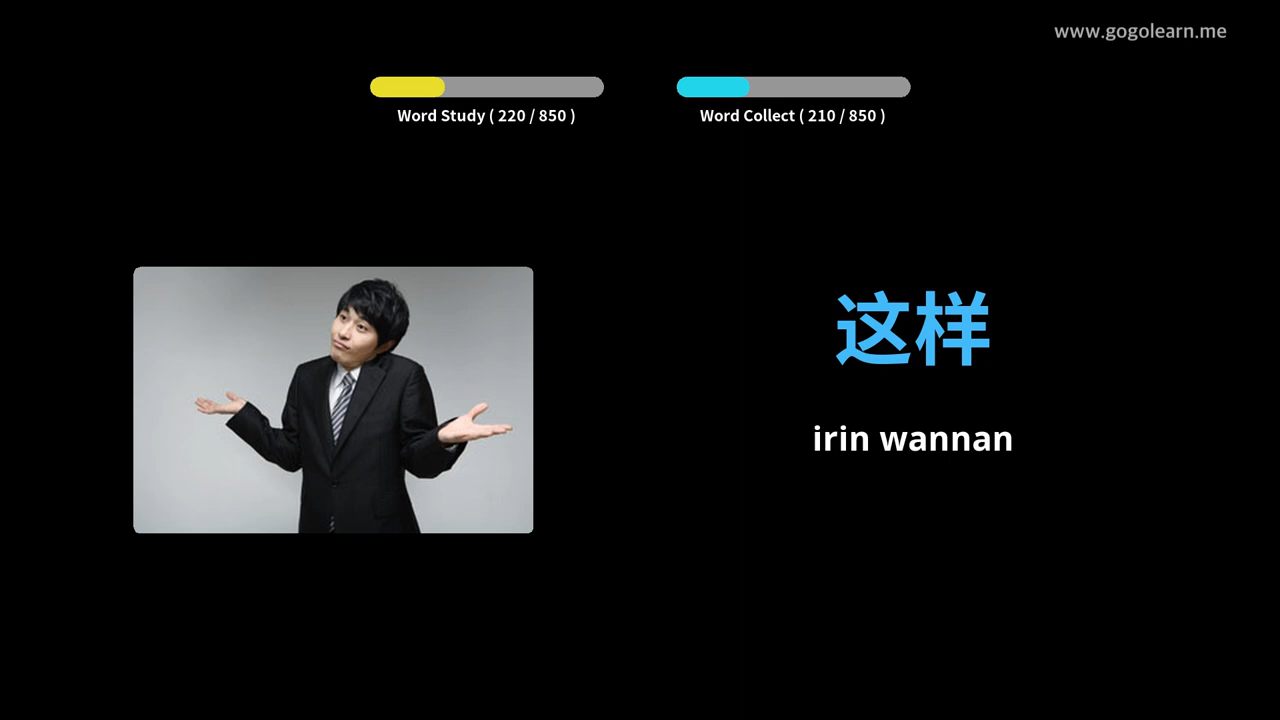 www.gogolearn.me
Word Study ( 220 / 850 )
Word Collect ( 210 / 850 )
这样
irin wannan